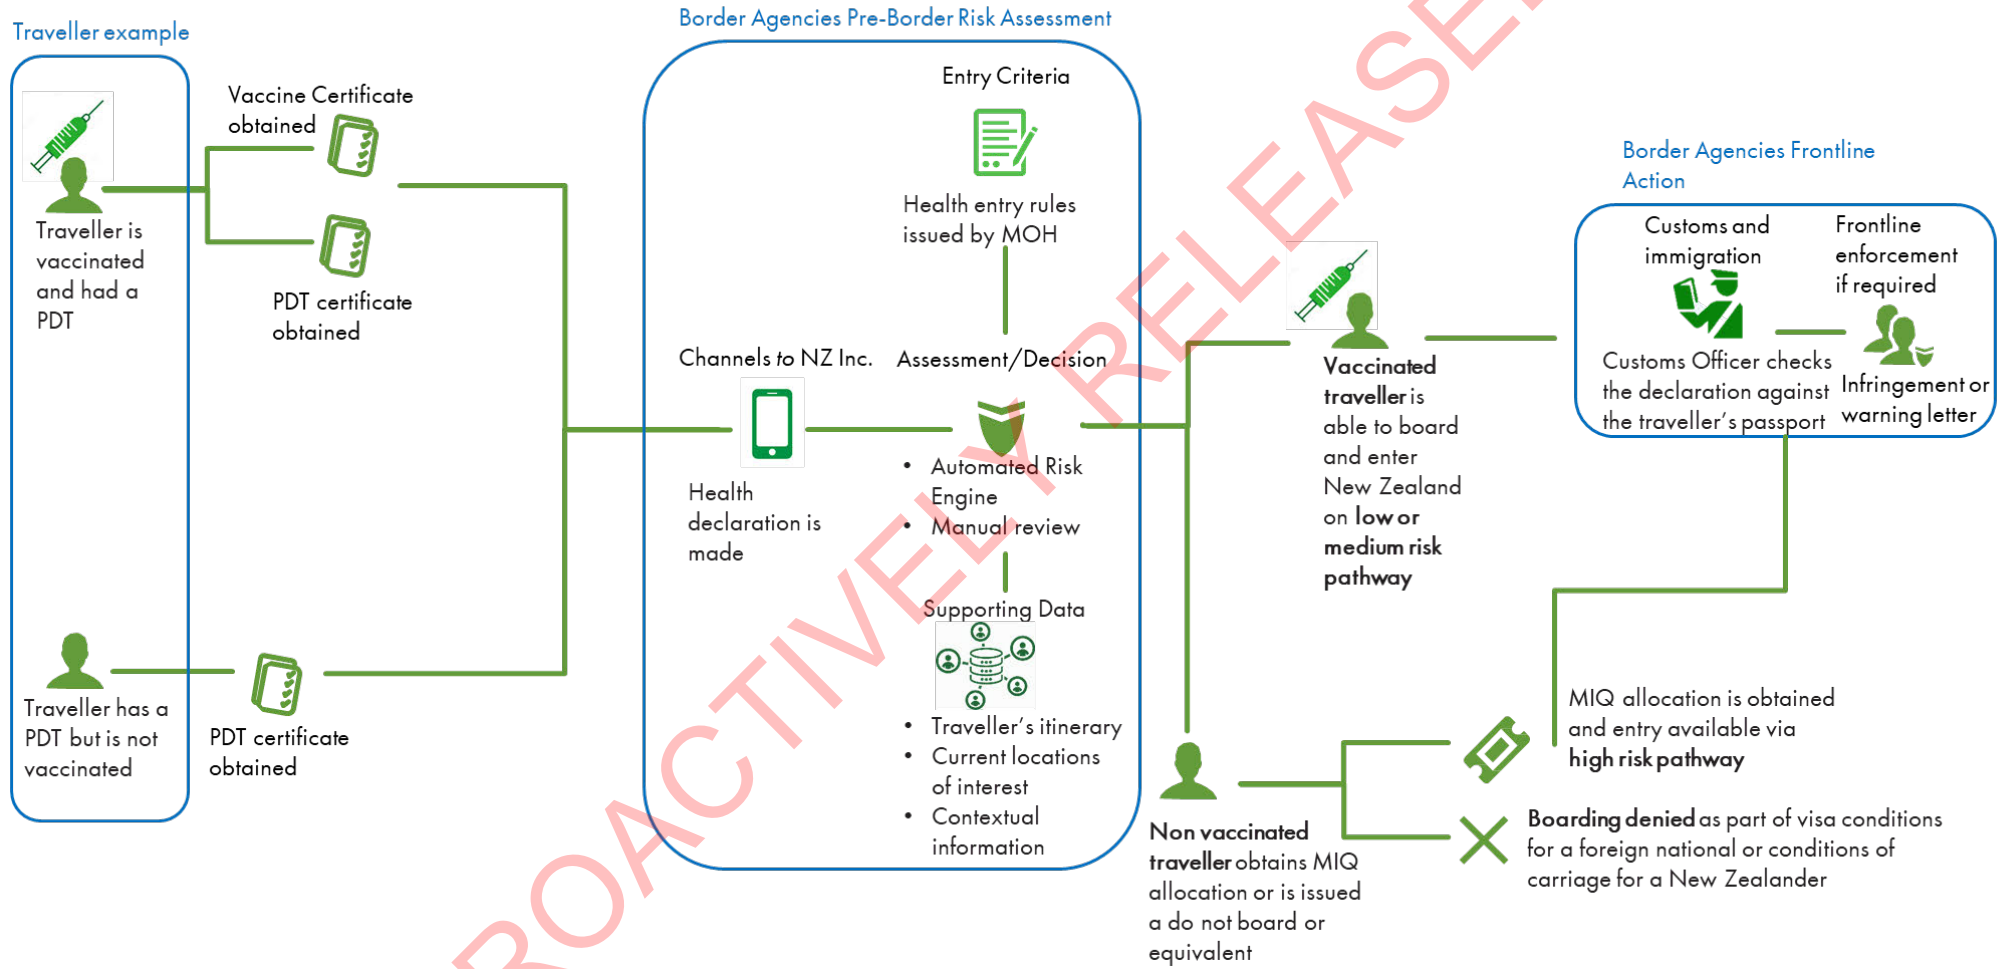 Traveller example
Traveller is
vaccinated
and had a
PDT
Vaccine Certificate
obtained
PDT certificate
obtained
Traveller has a
PDT but is not
vaccinated
PDT certificate
obtained
Border Agencies Pre-Border Risk Assessment
Entry Criteria
Health entry rules
issued by MOH
Channels to NZ Inc.
Health
declaration is
made
Assessment/Decision
• Automated Risk
Engine
• Manual review
Supporting Data
• Traveller's itinerary
• Current locations
of interest
• Contextual
information
Vaccinated
traveller is
able to board
and enter
New Zealand
on low or
medium risk
pathway
Non vaccinated
traveller obtains MIQ
allocation or is issued
a do not board or
equivalent
Border Agencies Frontline
Action
Customs and
immigration
Customs Officer checks
the declaration against
the traveller's passport
Frontline
enforcement
if required
Infringement or
warning letter
MIQ allocation is obtained
and entry available via
high risk pathway
Boarding denied as part of visa conditions
for a foreign national or conditions of
carriage for a New Zealander
ROACTIVELY RELEASE